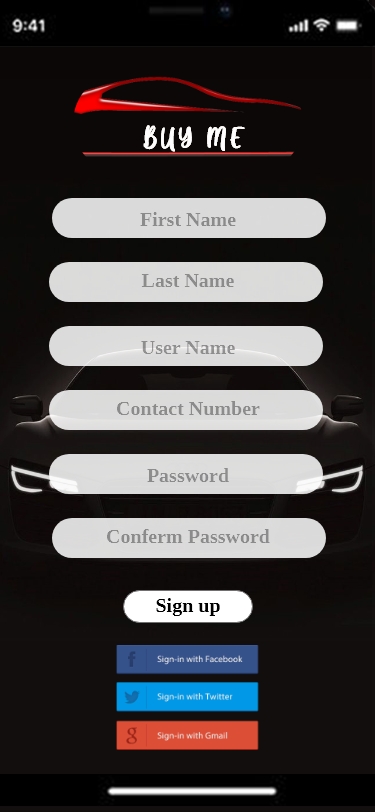 9:41
BUY ME
First Name
Last Name
User Name
Contact Number
Password
Conferm Password
Sign up
f Sign-in with Facebook
Sign-in with Twitter
g Sign-in with Gmail